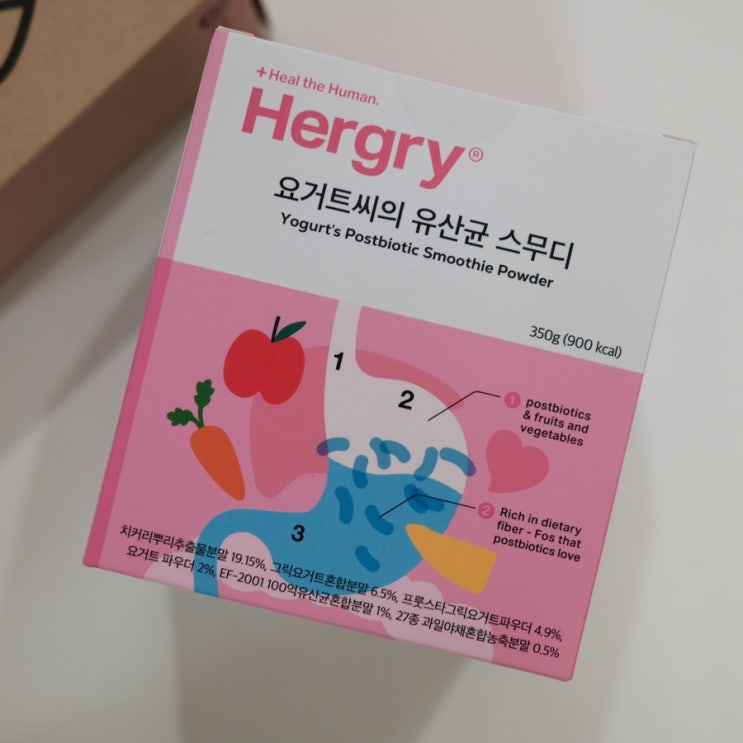 +Heal the Human.
Hergry®
요거트씨의 유산균 스무디
Yogurt's Postbiotic Smoothie Powder
350g (900 kcal)
1
2
3
1 postbiotics
& fruits and
vegetables
2 Rich in dietary
fiber - Fos that
postbiotics love
치커리뿌리추출물분말 19.15%, 그릭요거트혼합분말 6.5%, 프룻스타그릭요거트파우더 4.9%,
요거트 파우더 2%, EF-2001 100억유산균혼합분말 1%, 27종 과일야채혼합농축분말 0.5%